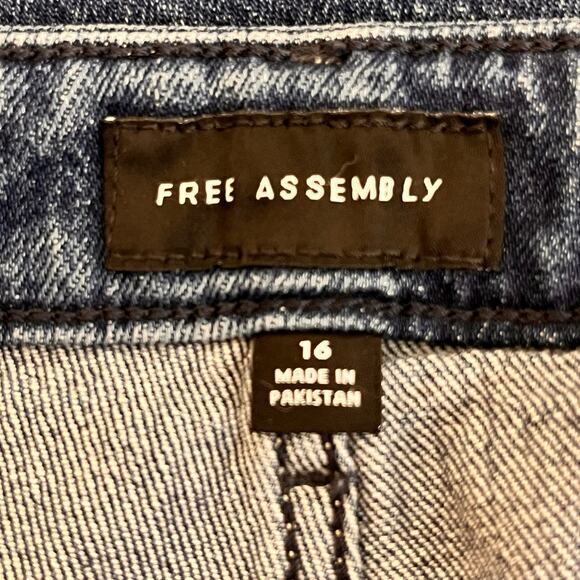 FREE ASSEMBLY
16
MADE IN
PAKISTAN